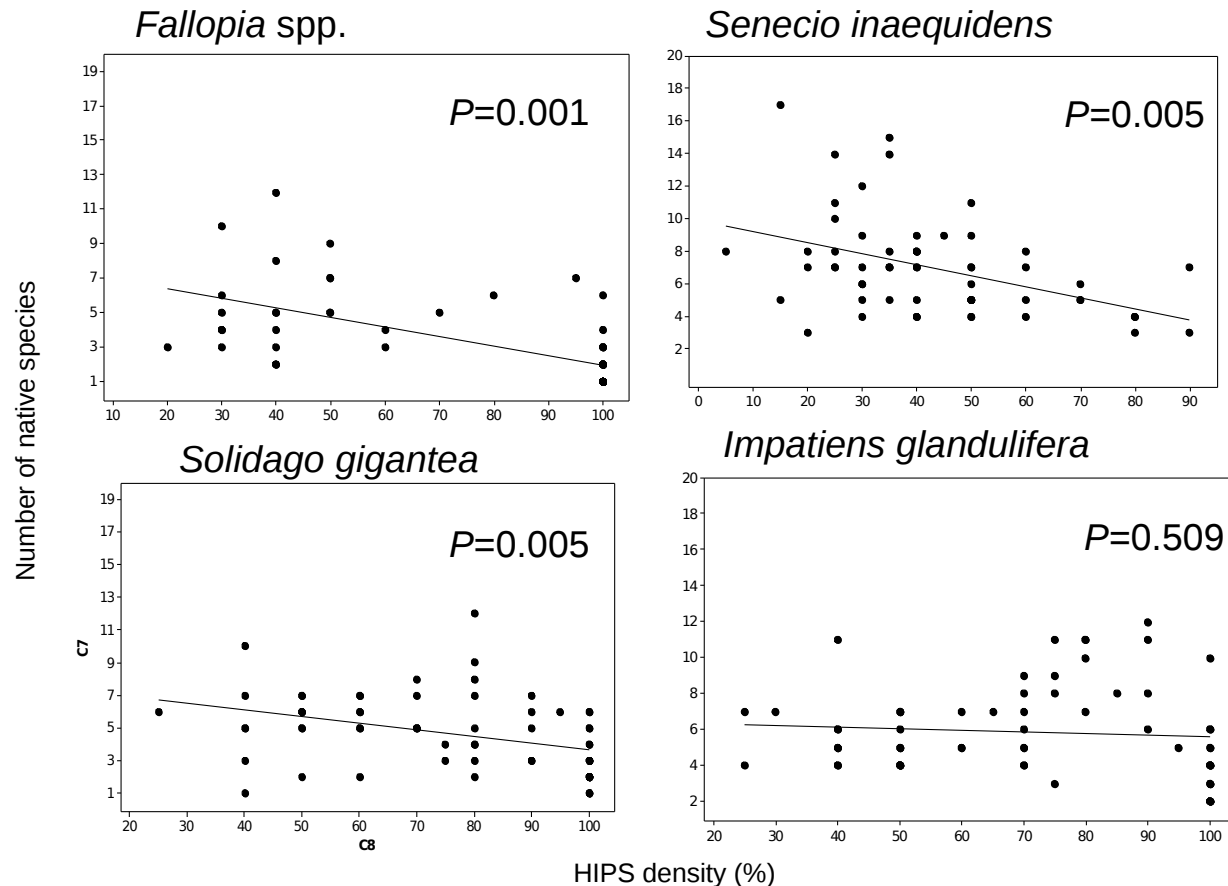 Fallopia spp.
Senecio inaequidens
P=0.001
P=0.005
19
17
15
13
11
9
7
5
3
1
10 20 30 40 50 60 70 80 90 100
20
18
16
14
12
10
8
6
4
2
0 10 20 30 40 50 60 70 80 90
Number of native species
Solidago gigantea
Impatiens glandulifera
P=0.005
P=0.509
C7
19
17
15
13
11
9
7
5
3
1
20 30 40 50 60 70 80 90 100
C8
20
18
16
14
12
10
8
6
4
2
20 30 40 50 60 70 80 90 100
HIPS density (%)